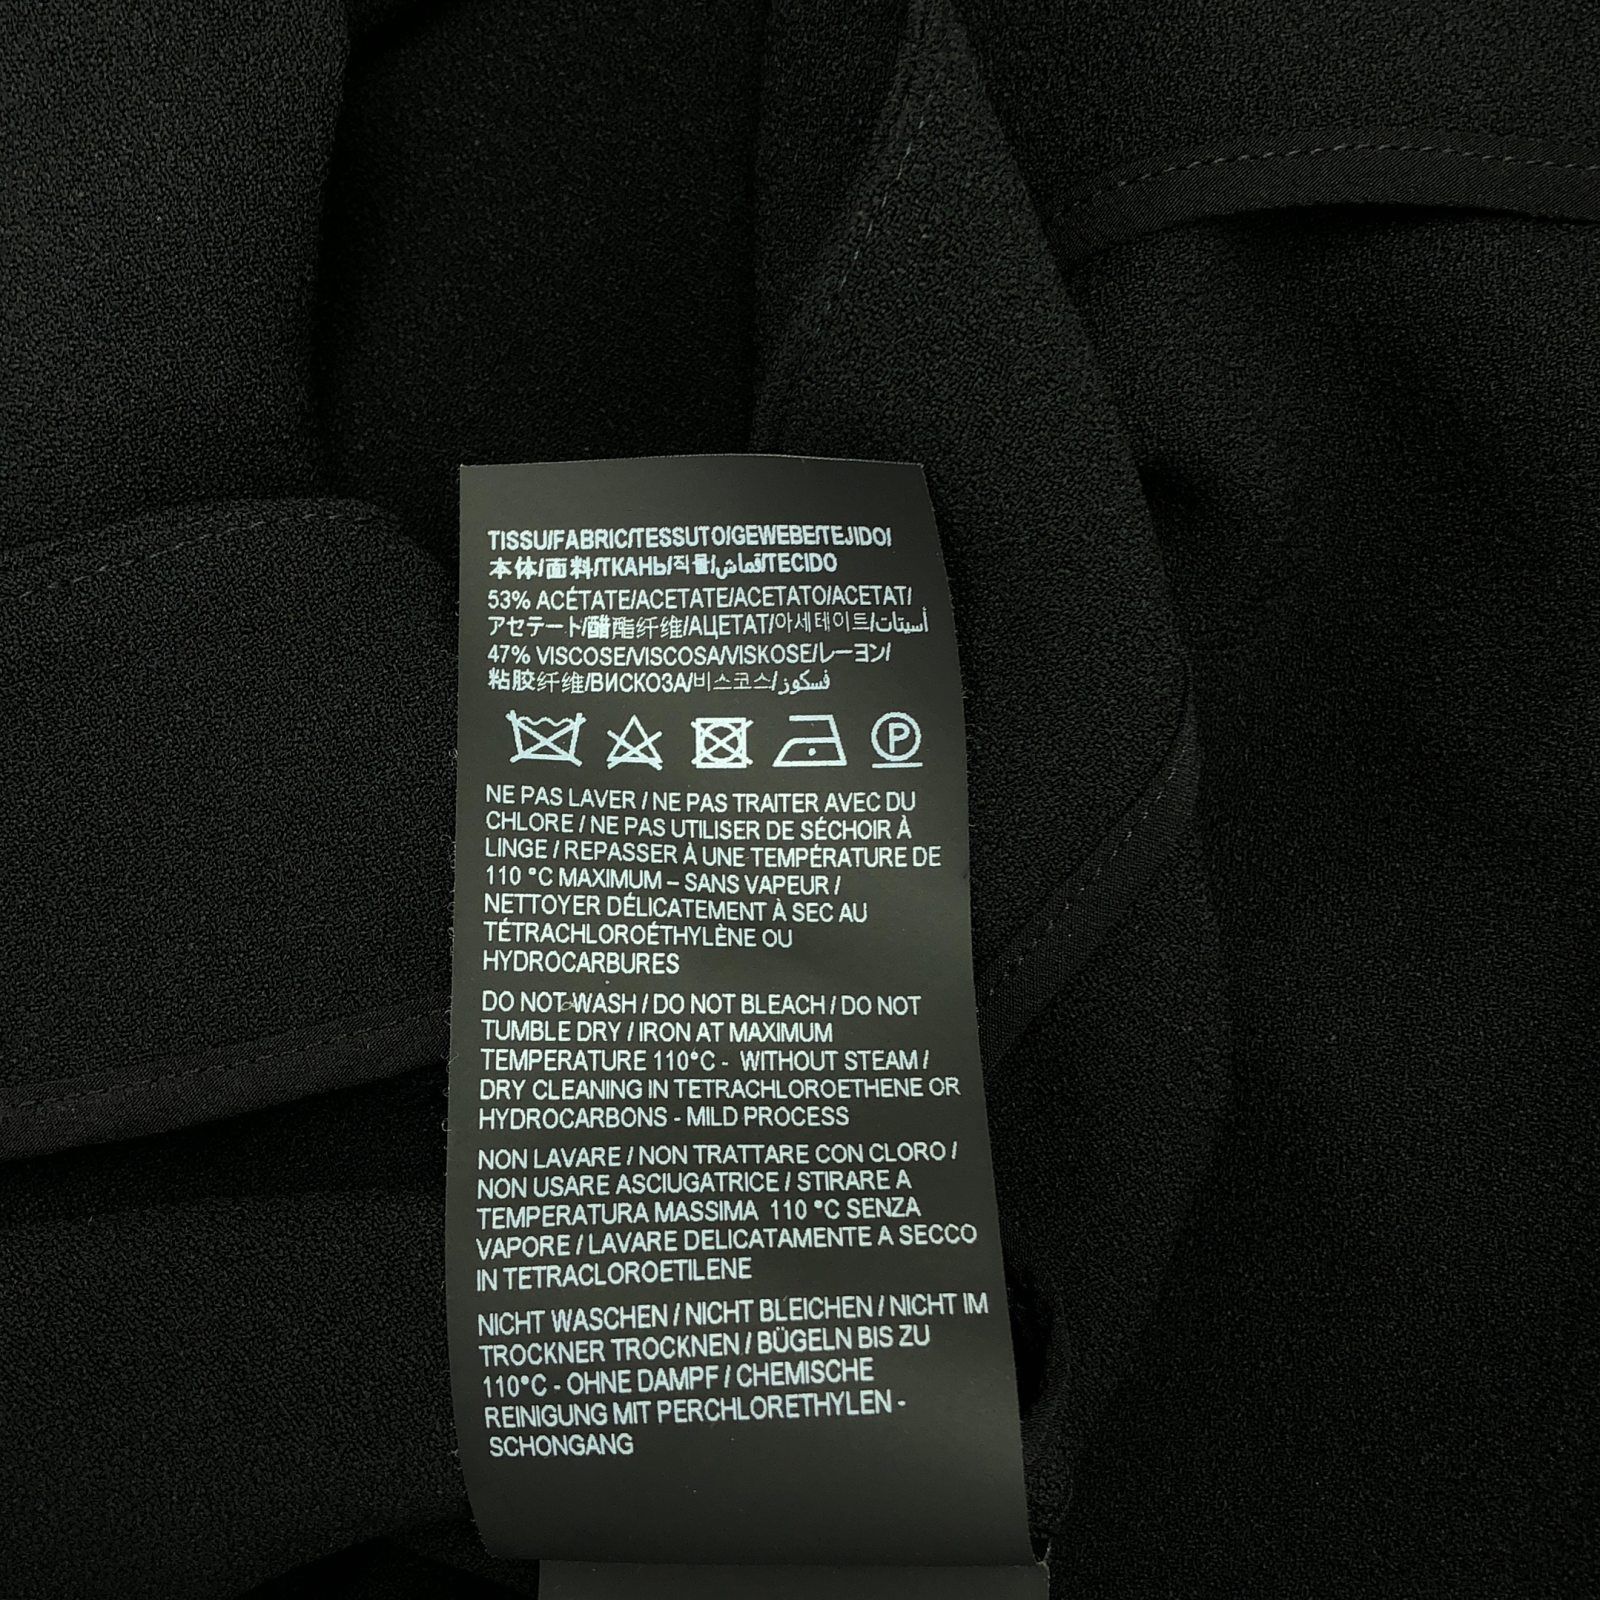 TISSU/FABRIC/TESSUTO/GEWEBE/TEJIDO/
本体/面料/ТКАНЬ/직물/قماش/TECIDO
53% ACÉTATE/ACETATE/ACETATO/ACETAT/
アセテート/醋酯纤维/АЦЕТАТ/아세테이트/أسيتات
47% VISCOSE/VISCOSA/VISKOSE/レーヨン/
粘胶纤维/ВИСКОЗА/비스코스/فسكوز
P
NE PAS LAVER / NE PAS TRAITER AVEC DU
CHLORE / NE PAS UTILISER DE SÉCHOIR À
LINGE / REPASSER À UNE TEMPÉRATURE DE
110 °C MAXIMUM – SANS VAPEUR /
NETTOYER DÉLICATEMENT À SEC AU
TÉTRACHLOROÉTHYLÈNE OU
HYDROCARBURES
DO NOT WASH / DO NOT BLEACH / DO NOT
TUMBLE DRY / IRON AT MAXIMUM
TEMPERATURE 110°C - WITHOUT STEAM /
DRY CLEANING IN TETRACHLOROETHENE OR
HYDROCARBONS - MILD PROCESS
NON LAVARE / NON TRATTARE CON CLORO /
NON USARE ASCIUGATRICE / STIRARE A
TEMPERATURA MASSIMA 110 °C SENZA
VAPORE / LAVARE DELICATAMENTE A SECCO
IN TETRACLOROETILENE
NICHT WASCHEN / NICHT BLEICHEN / NICHT IM
TROCKNER TROCKNEN / BÜGELN BIS ZU
110°C - OHNE DAMPF / CHEMISCHE
REINIGUNG MIT PERCHLORETHYLEN -
SCHONGANG